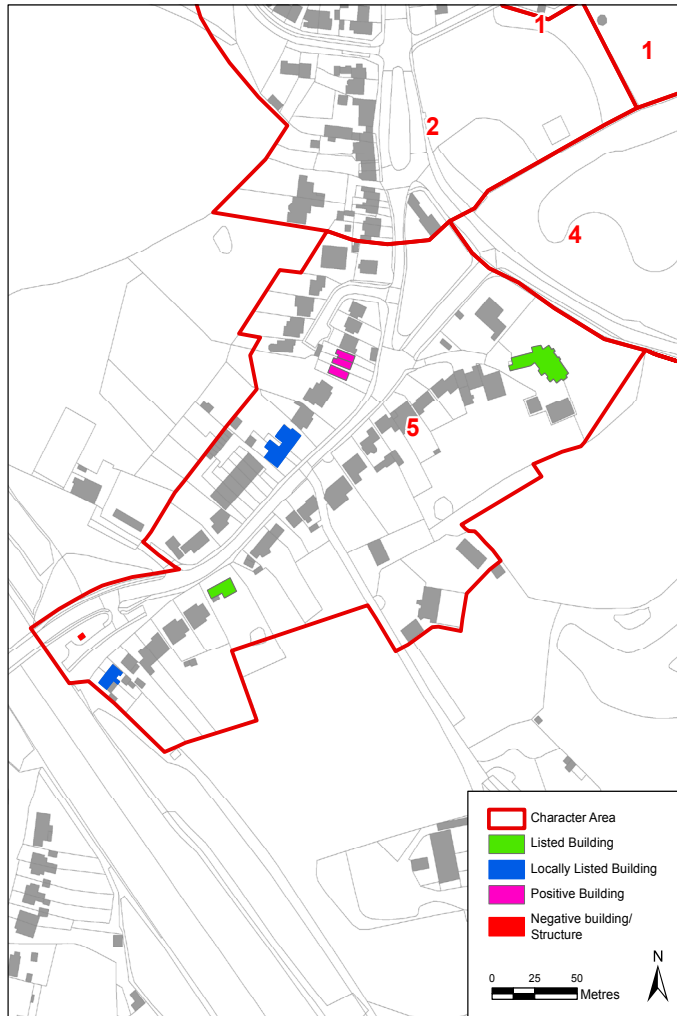 1
1
2
4
5
Character Area
Listed Building
Locally Listed Building
Positive Building
Negative building/
Structure
N
0 25 50
Metres